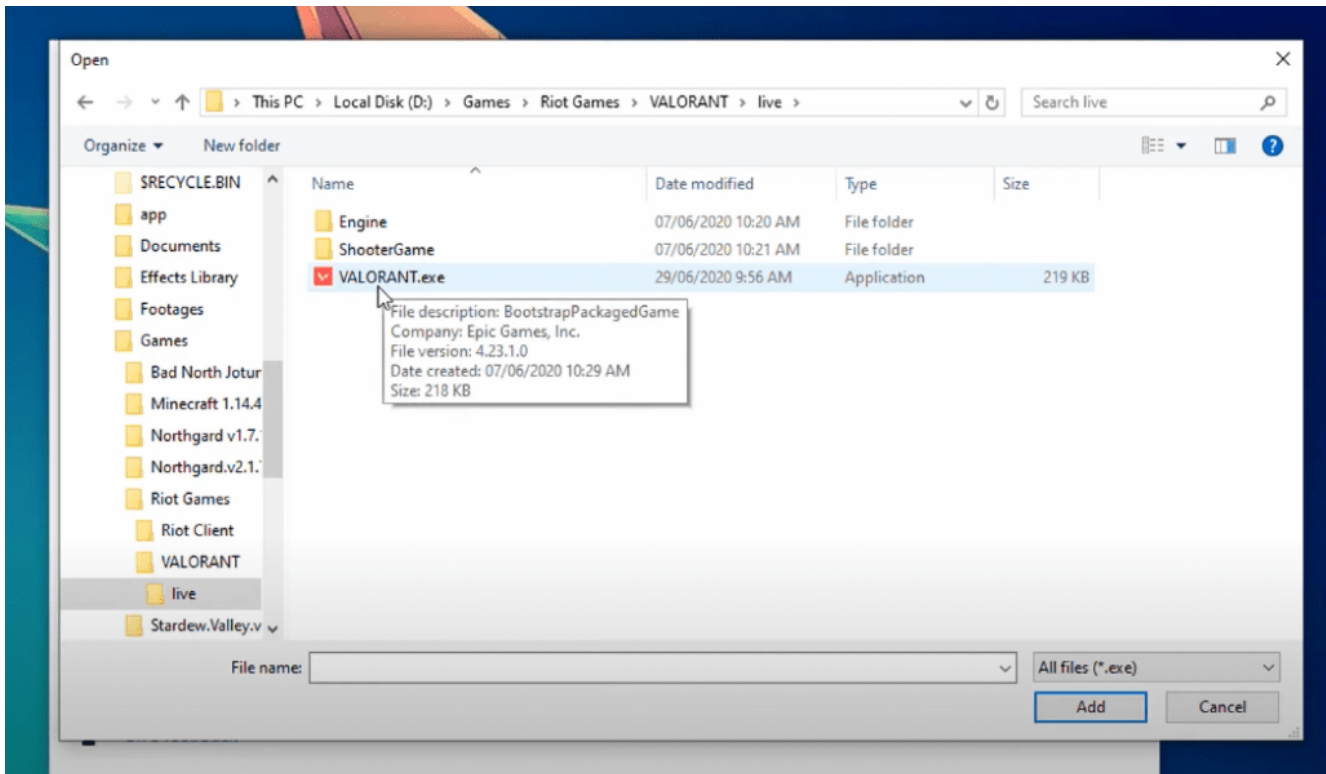 Open
This PC > Local Disk (D:) > Games > Riot Games > VALORANT > live >
Search live
Organize
New folder
?
$RECYCLE.BIN
app
Documents
Effects Library
Footages
Games
Bad North Jotur
Minecraft 1.14.4
Northgard v1.7.
Northgard.v2.1.
Riot Games
Riot Client
VALORANT
live
Stardew.Valley.v
Name Date modified Type Size
Engine 07/06/2020 10:20 AM File folder
ShooterGame 07/06/2020 10:21 AM File folder
VALORANT.exe 29/06/2020 9:56 AM Application 219 KB
File description: BootstrapPackagedGame
Company: Epic Games, Inc.
File version: 4.23.1.0
Date created: 07/06/2020 10:29 AM
Size: 218 KB
File name:
All files (*.exe)
Add
Cancel